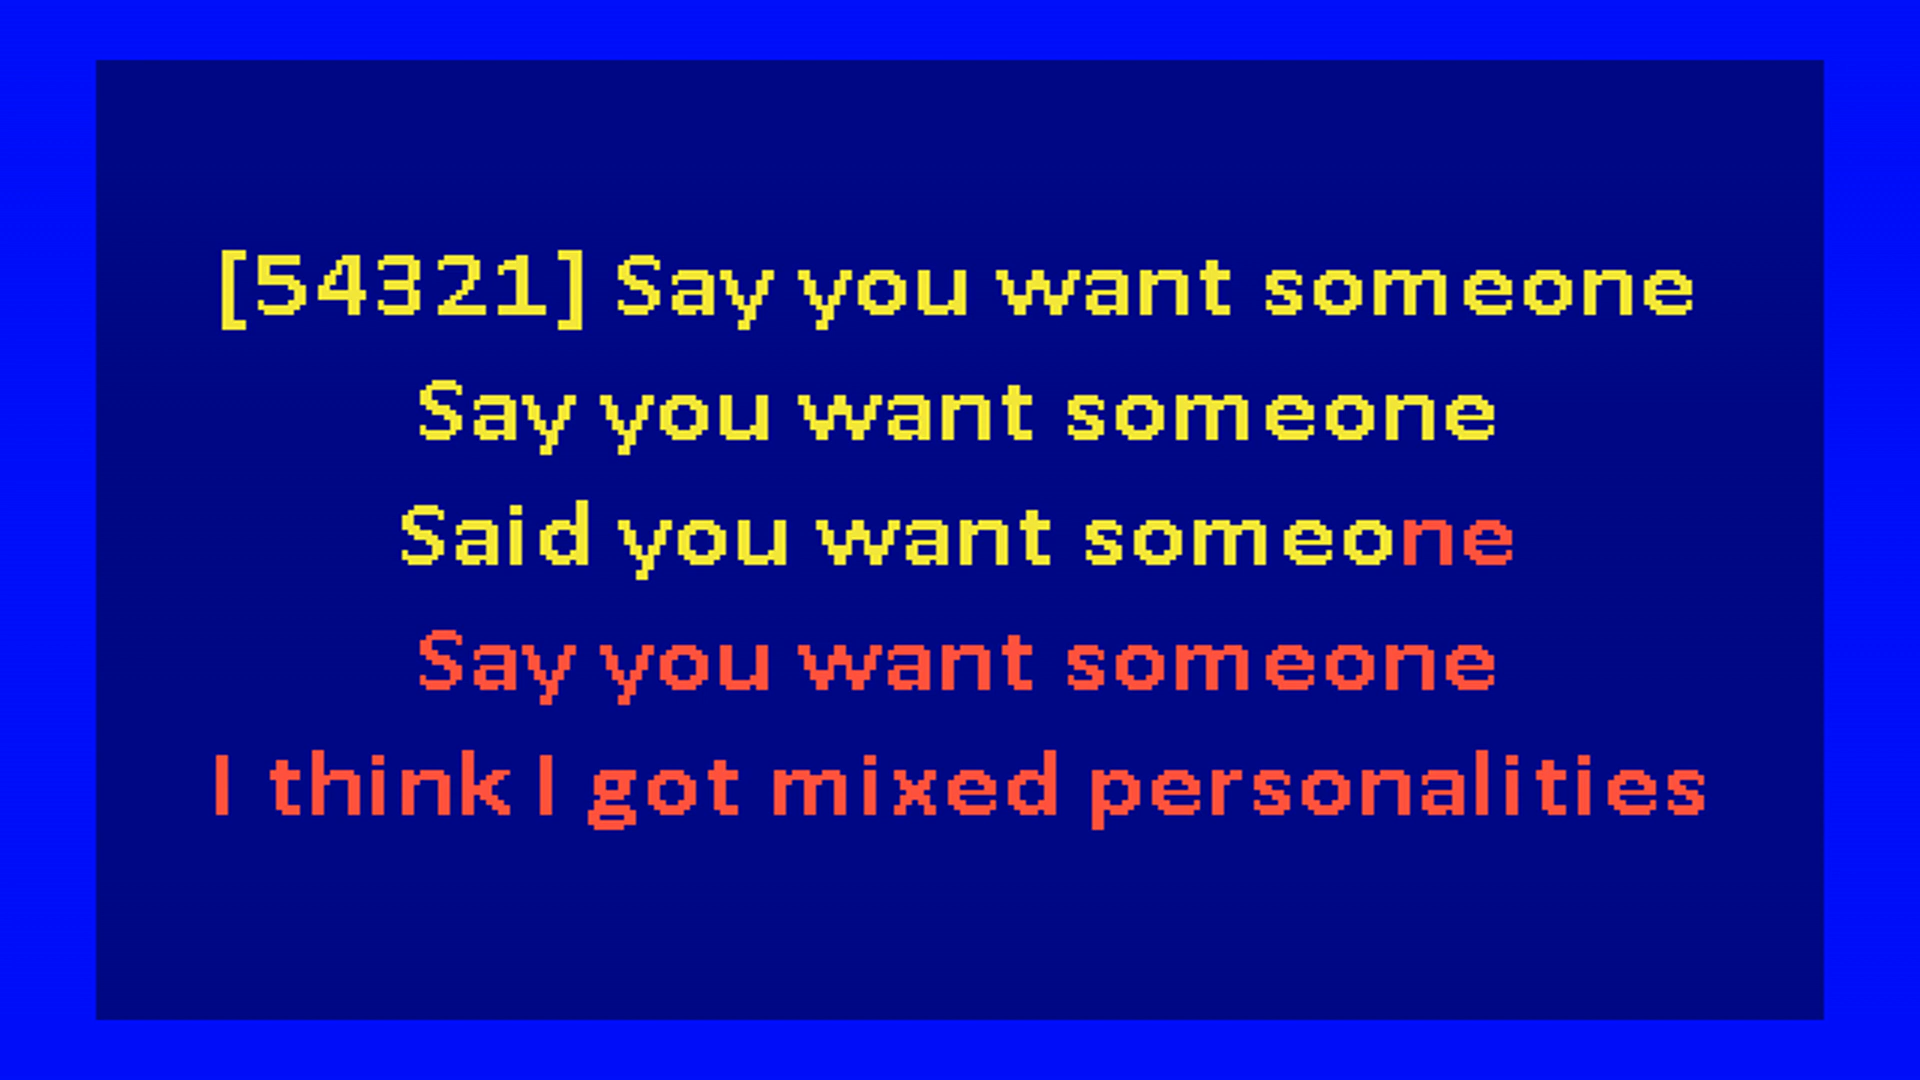 [54321] Say you want someone
Say you want someone
Said you want someone
Say you want someone
I think I got mixed personalities